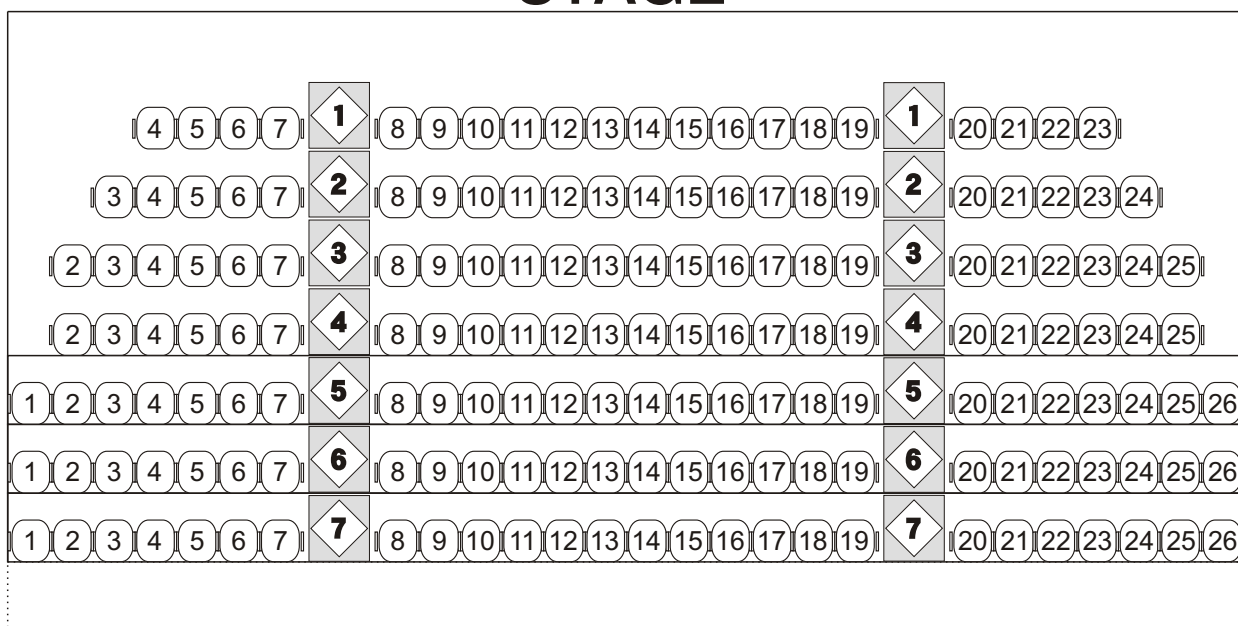 STAGE
4 5 6 7 1 8 9 10 11 12 13 14 15 16 17 18 19 1 20 21 22 23
3 4 5 6 7 2 8 9 10 11 12 13 14 15 16 17 18 19 2 20 21 22 23 24
2 3 4 5 6 7 3 8 9 10 11 12 13 14 15 16 17 18 19 3 20 21 22 23 24 25
2 3 4 5 6 7 4 8 9 10 11 12 13 14 15 16 17 18 19 4 20 21 22 23 24 25
1 2 3 4 5 6 7 5 8 9 10 11 12 13 14 15 16 17 18 19 5 20 21 22 23 24 25 26
1 2 3 4 5 6 7 6 8 9 10 11 12 13 14 15 16 17 18 19 6 20 21 22 23 24 25 26
1 2 3 4 5 6 7 7 8 9 10 11 12 13 14 15 16 17 18 19 7 20 21 22 23 24 25 26